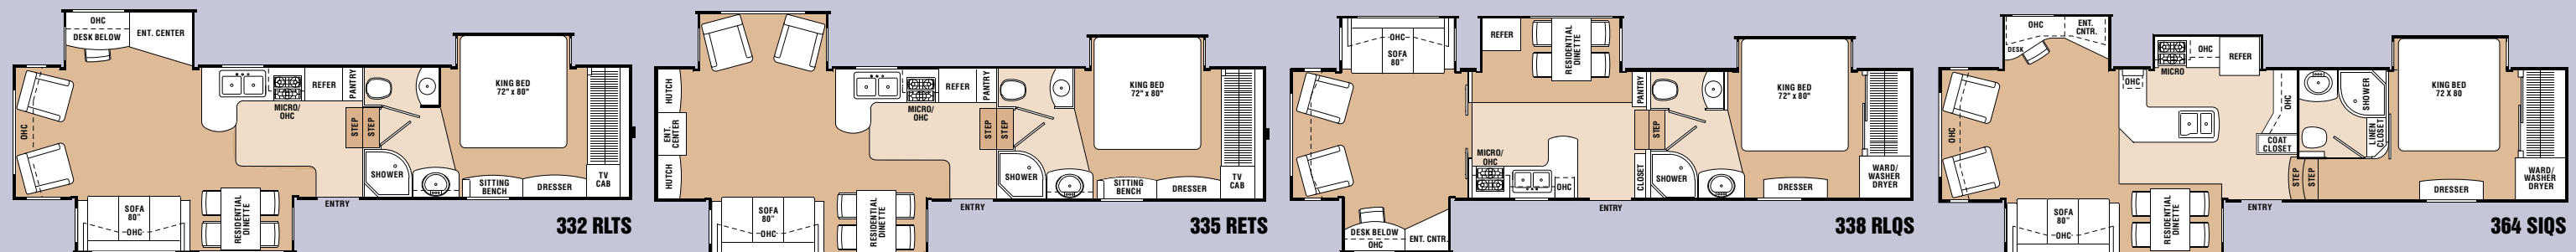 OHC
DESK BELOW
ENT. CENTER
OHC
MICRO/
OHC
REFER
PANTRY
STEP
STEP
SHOWER
KING BED
72" x 80"
SITTING
BENCH
DRESSER
TV
CAB
SOFA
80"
OHC
RESIDENTIAL
DINETTE
ENTRY
332 RLTS
HUTCH
ENT.
CENTER
HUTCH
MICRO/
OHC
REFER
PANTRY
STEP
STEP
SHOWER
KING BED
72" x 80"
SITTING
BENCH
DRESSER
TV
CAB
SOFA
80"
OHC
RESIDENTIAL
DINETTE
ENTRY
335 RETS
OHC
SOFA
80"
REFER
RESIDENTIAL
DINETTE
PANTRY
STEP
MICRO/
OHC
OHC
CLOSET
SHOWER
KING BED
72" x 80"
DRESSER
WARD/
WASHER
DRYER
DESK BELOW
OHC
ENT. CNTR.
ENTRY
338 RLQS
OHC
ENT.
CNTR.
DESK
OHC
OHC
MICRO
OHC
REFER
OHC
COAT
CLOSET
SHOWER
LINEN
CLOSET
STEP
STEP
KING BED
72 X 80
DRESSER
WARD/
WASHER
DRYER
SOFA
80"
OHC
RESIDENTIAL
DINETTE
ENTRY
364 SIQS